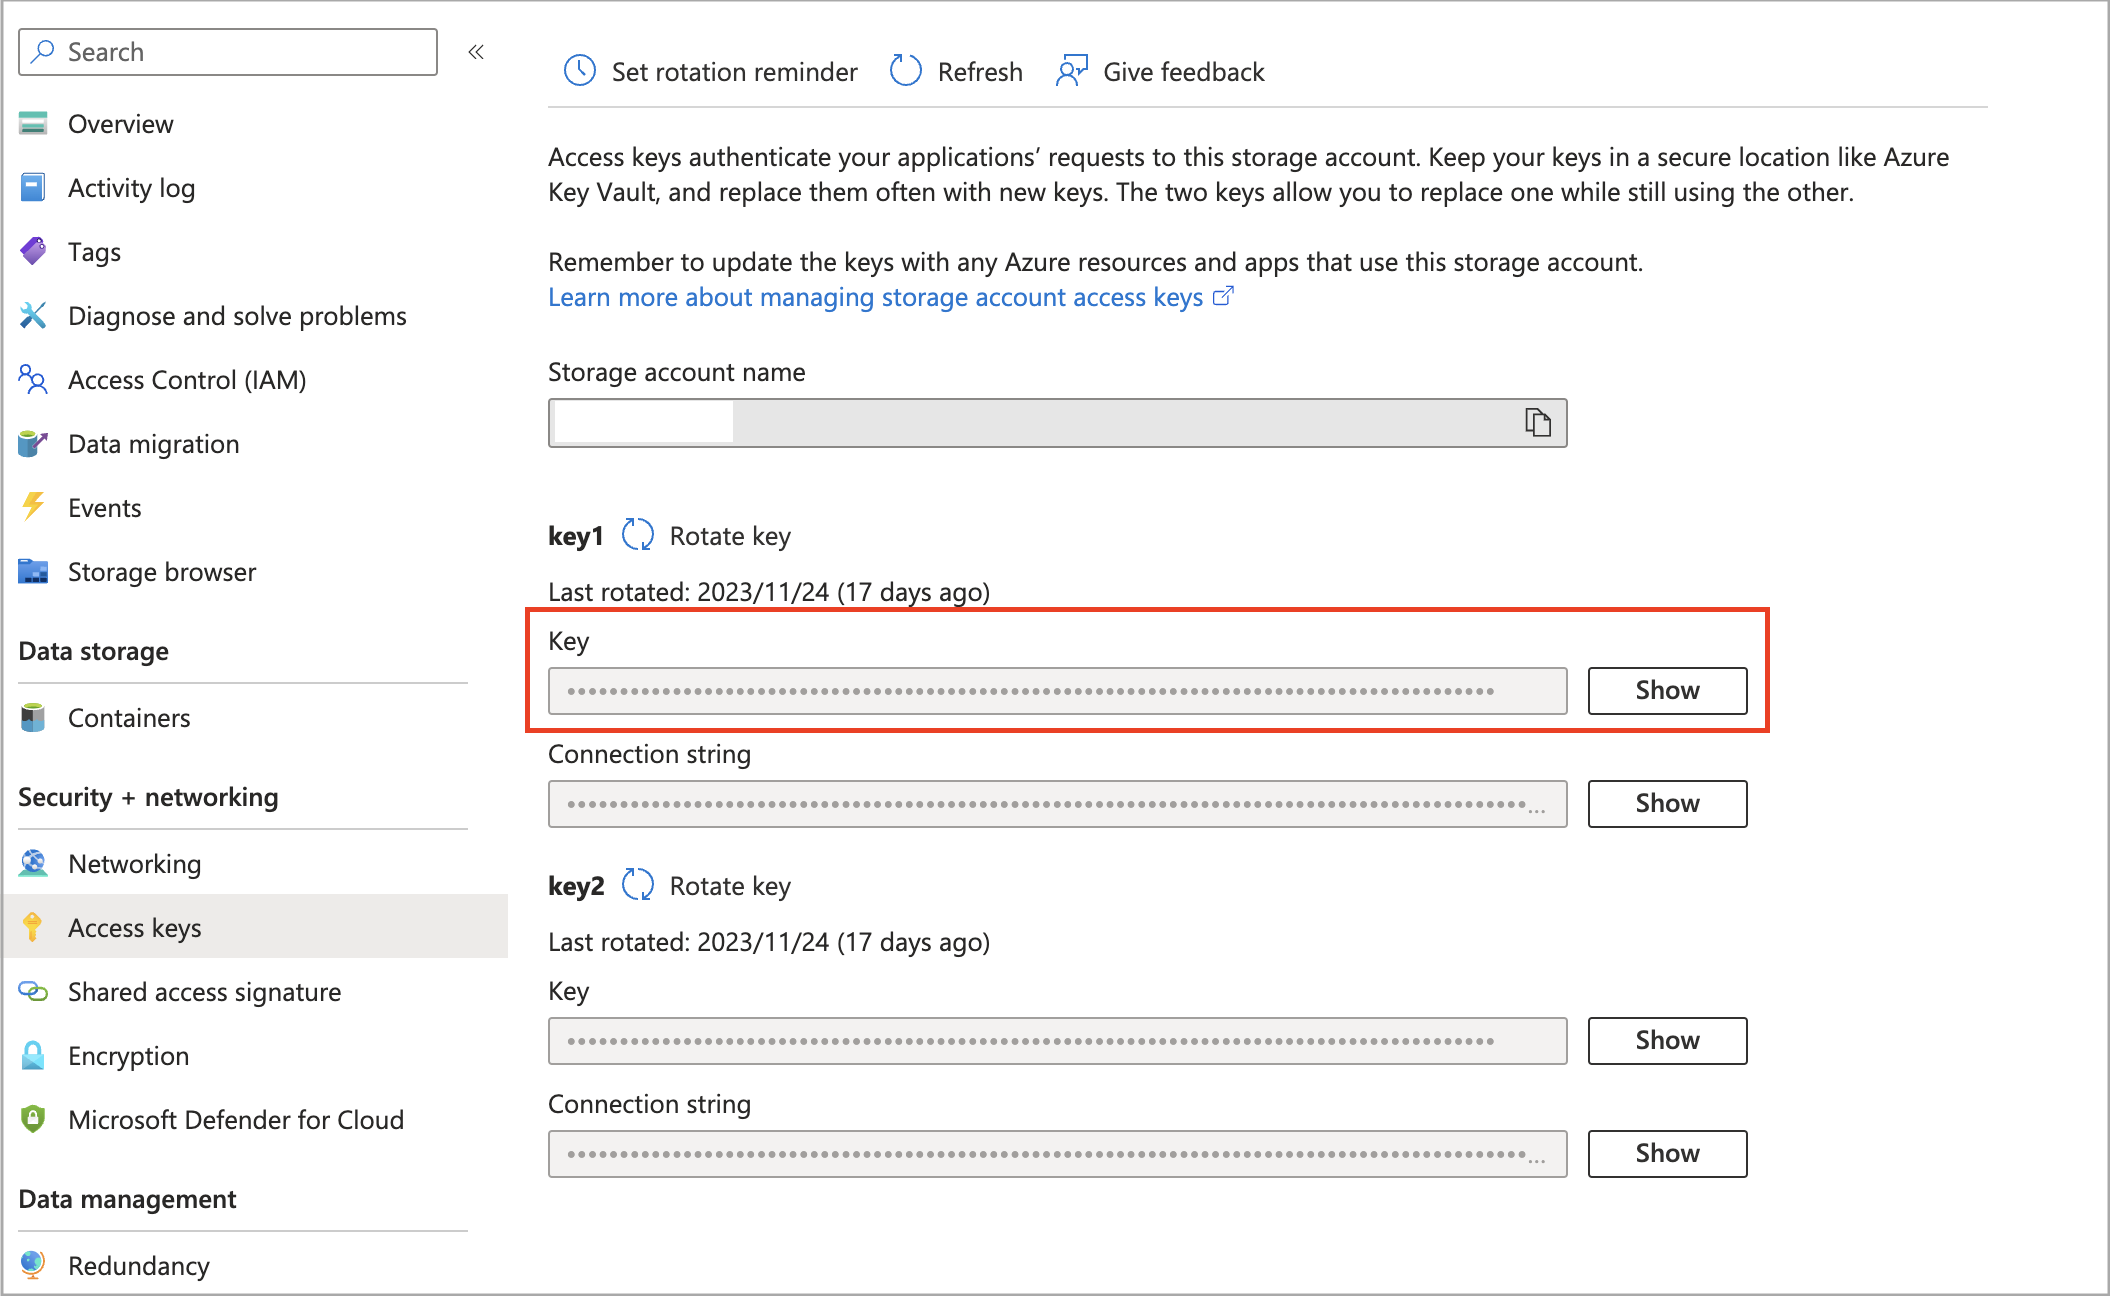 Search
«
Overview
Activity log
Tags
Diagnose and solve problems
Access Control (IAM)
Data migration
Events
Storage browser
Data storage
Containers
Security + networking
Networking
Access keys
Shared access signature
Encryption
Microsoft Defender for Cloud
Data management
Redundancy
Set rotation reminder
Refresh
Give feedback
Access keys authenticate your applications’ requests to this storage account. Keep your keys in a secure location like Azure
Key Vault, and replace them often with new keys. The two keys allow you to replace one while still using the other.
Remember to update the keys with any Azure resources and apps that use this storage account.
Learn more about managing storage account access keys
Storage account name
key1 Rotate key
Last rotated: 2023/11/24 (17 days ago)
Key
Show
Connection string
Show
key2 Rotate key
Last rotated: 2023/11/24 (17 days ago)
Key
Show
Connection string
Show